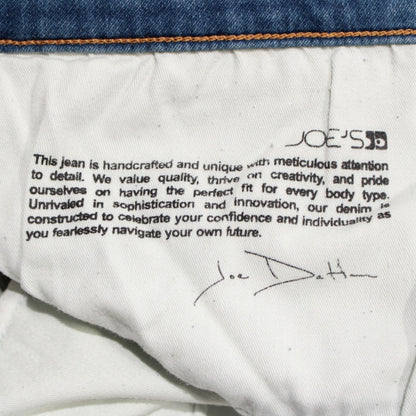 JOE'S
This jean is handcrafted and unique with meticulous attention
to detail. We value quality, thrive on creativity, and pride
ourselves on having the perfect fit for every body type.
Unrivaled in sophistication and innovation, our denim is
constructed to celebrate your confidence and individuality as
you fearlessly navigate your own future.
Joe Dahan